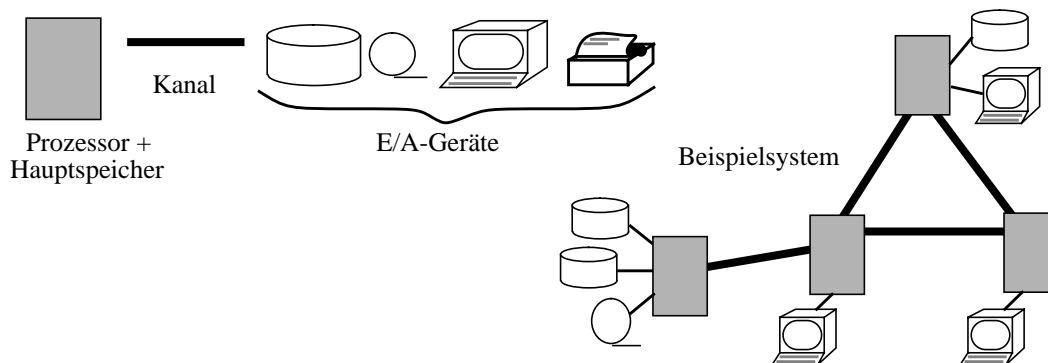 Kanal
Prozessor +
Hauptspeicher
E/A-Geräte
Beispielsystem